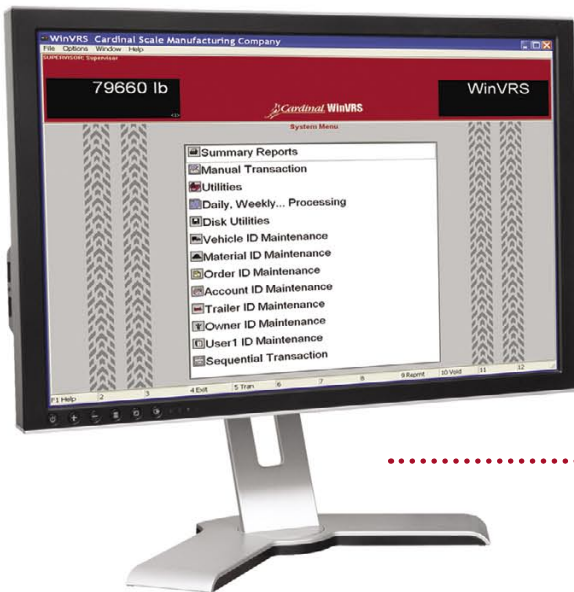 WinVRS Cardinal Scale Manufacturing Company
File Options Window Help
SUPERVISOR: Supervisor
79660 lb
Cardinal WinVRS
WinVRS
System Menu
Summary Reports
Manual Transaction
Utilities
Daily, Weekly... Processing
Disk Utilities
Vehicle ID Maintenance
Material ID Maintenance
Order ID Maintenance
Account ID Maintenance
Trailer ID Maintenance
Owner ID Maintenance
User1 ID Maintenance
Sequential Transaction
F1 Help 2 3 4 Exit 5 Tran 6 7 8 9 Reprnt 10 Void 11 12